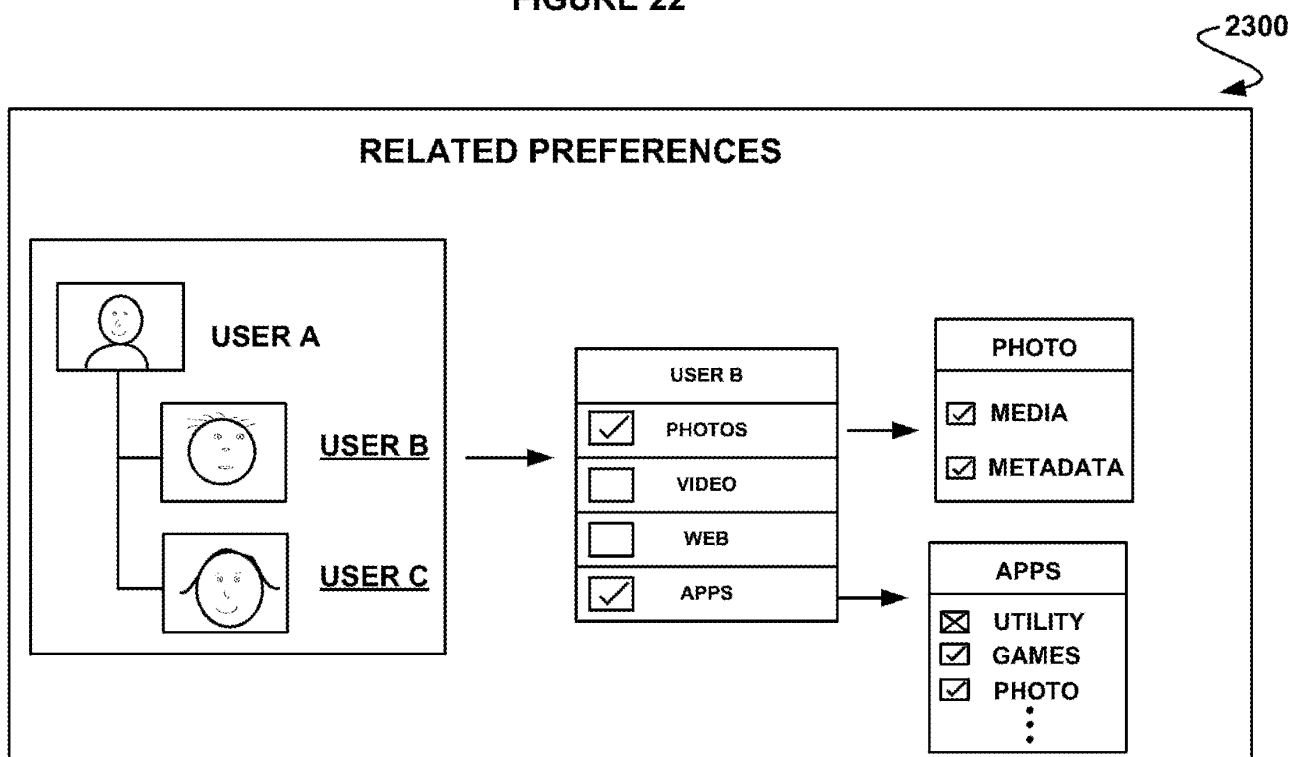 FIGURE 22
2300
RELATED PREFERENCES
USER A
USER B
USER C
USER B
PHOTOS
VIDEO
WEB
APPS
PHOTO
MEDIA
METADATA
APPS
UTILITY
GAMES
PHOTO